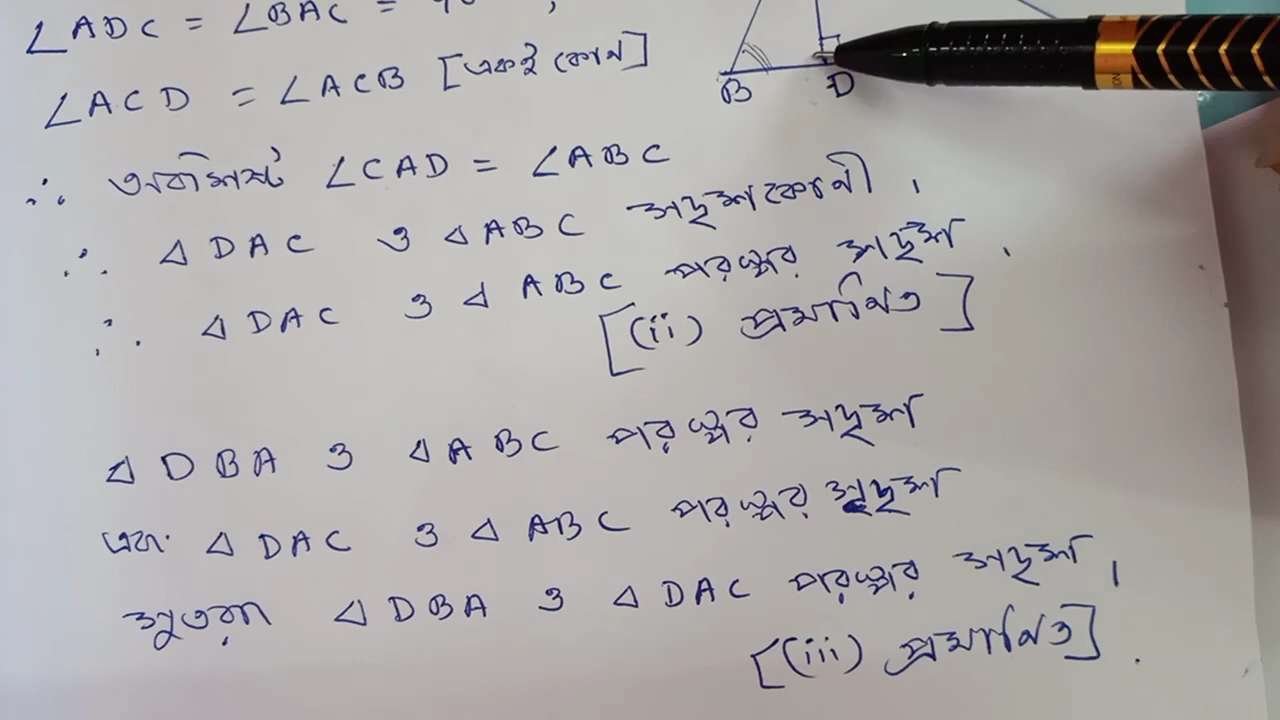 ∠ADC = ∠BAC =
∠ACD = ∠ACB [একই কোণ]
B D
∴ অবশিষ্ট ∠CAD = ∠ABC
∴ △DAC ও △ABC সদৃশকোণী ।
∴ △DAC ও △ABC পরস্পর সদৃশ ।
[(ii) প্রমাণিত]
△DBA ও △ABC পরস্পর সদৃশ
এবং △DAC ও △ABC পরস্পর সদৃশ
সুতরাং △DBA ও △DAC পরস্পর সদৃশ ।
[(iii) প্রমাণিত] .